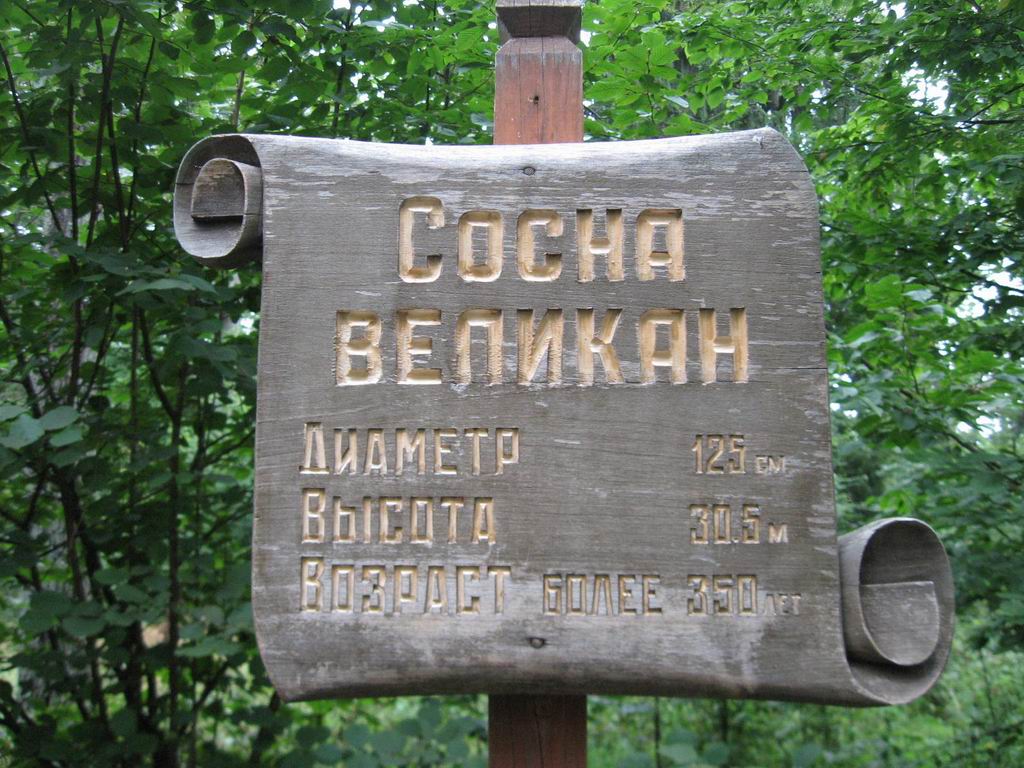 Сосна
великан
Диаметр 125 см
Высота 30.5 м
Возраст более 350 лет